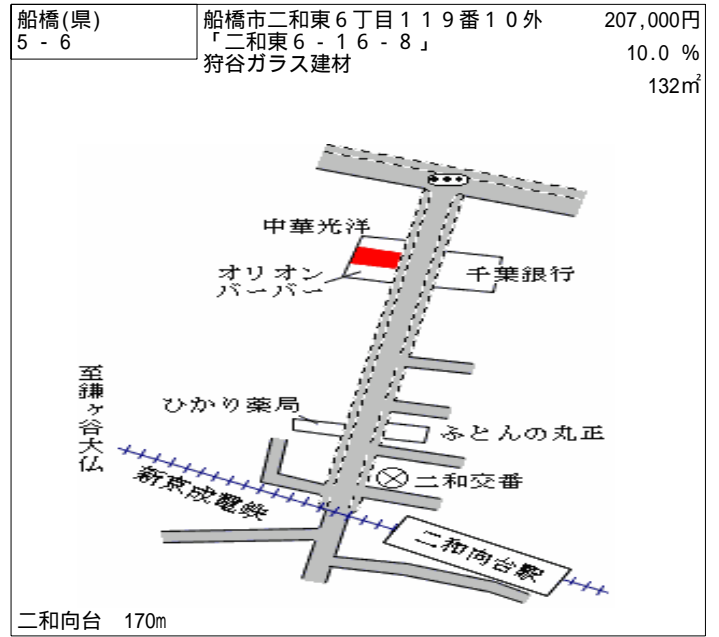 船橋(県)
5 - 6
船橋市二和東6丁目119番10外
「二和東6 - 16 - 8」
狩谷ガラス建材
207,000円
10.0 %
132㎡
中華光洋
オリオン
バーバー
千葉銀行
至鎌ヶ谷大仏
ひかり薬局
ふとんの丸正
二和交番
新京成電鉄
二和向台駅
二和向台 170m